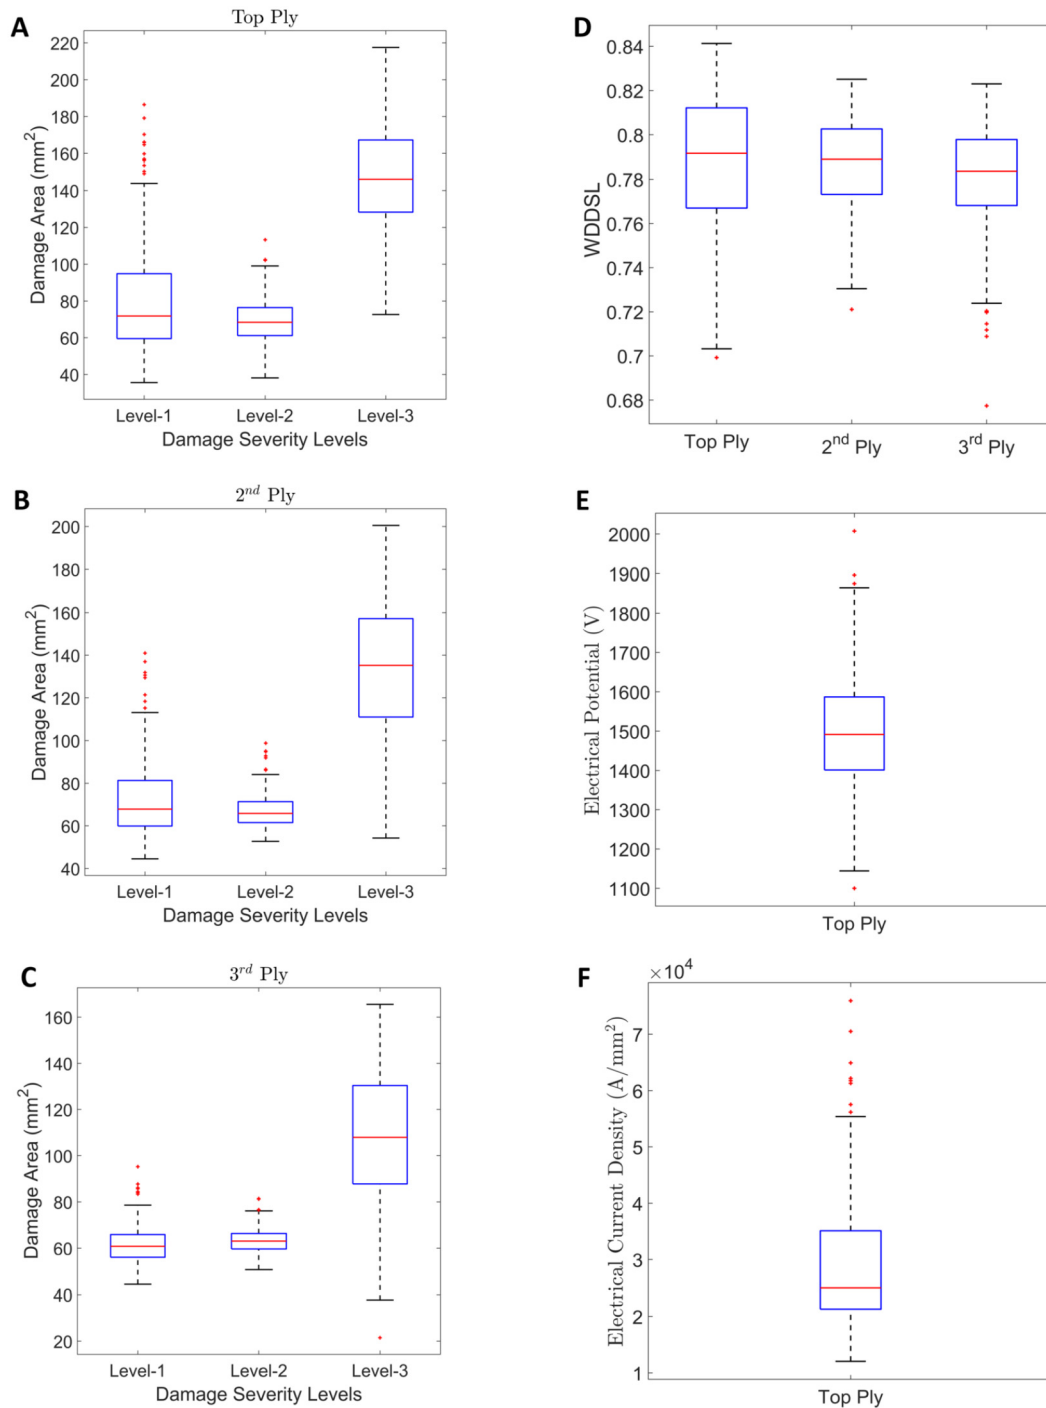 A
Top Ply
Damage Area (mm²)
220
200
180
160
140
120
100
80
60
40
Level-1 Level-2 Level-3
Damage Severity Levels
B
2ⁿᵈ Ply
Damage Area (mm²)
200
180
160
140
120
100
80
60
40
Level-1 Level-2 Level-3
Damage Severity Levels
C
3ʳᵈ Ply
Damage Area (mm²)
160
140
120
100
80
60
40
20
Level-1 Level-2 Level-3
Damage Severity Levels
D
WDDSL
0.84
0.82
0.8
0.78
0.76
0.74
0.72
0.7
0.68
Top Ply 2ⁿᵈ Ply 3ʳᵈ Ply
E
Electrical Potential (V)
2000
1900
1800
1700
1600
1500
1400
1300
1200
1100
Top Ply
F
×10⁴
Electrical Current Density (A/mm²)
7
6
5
4
3
2
1
Top Ply